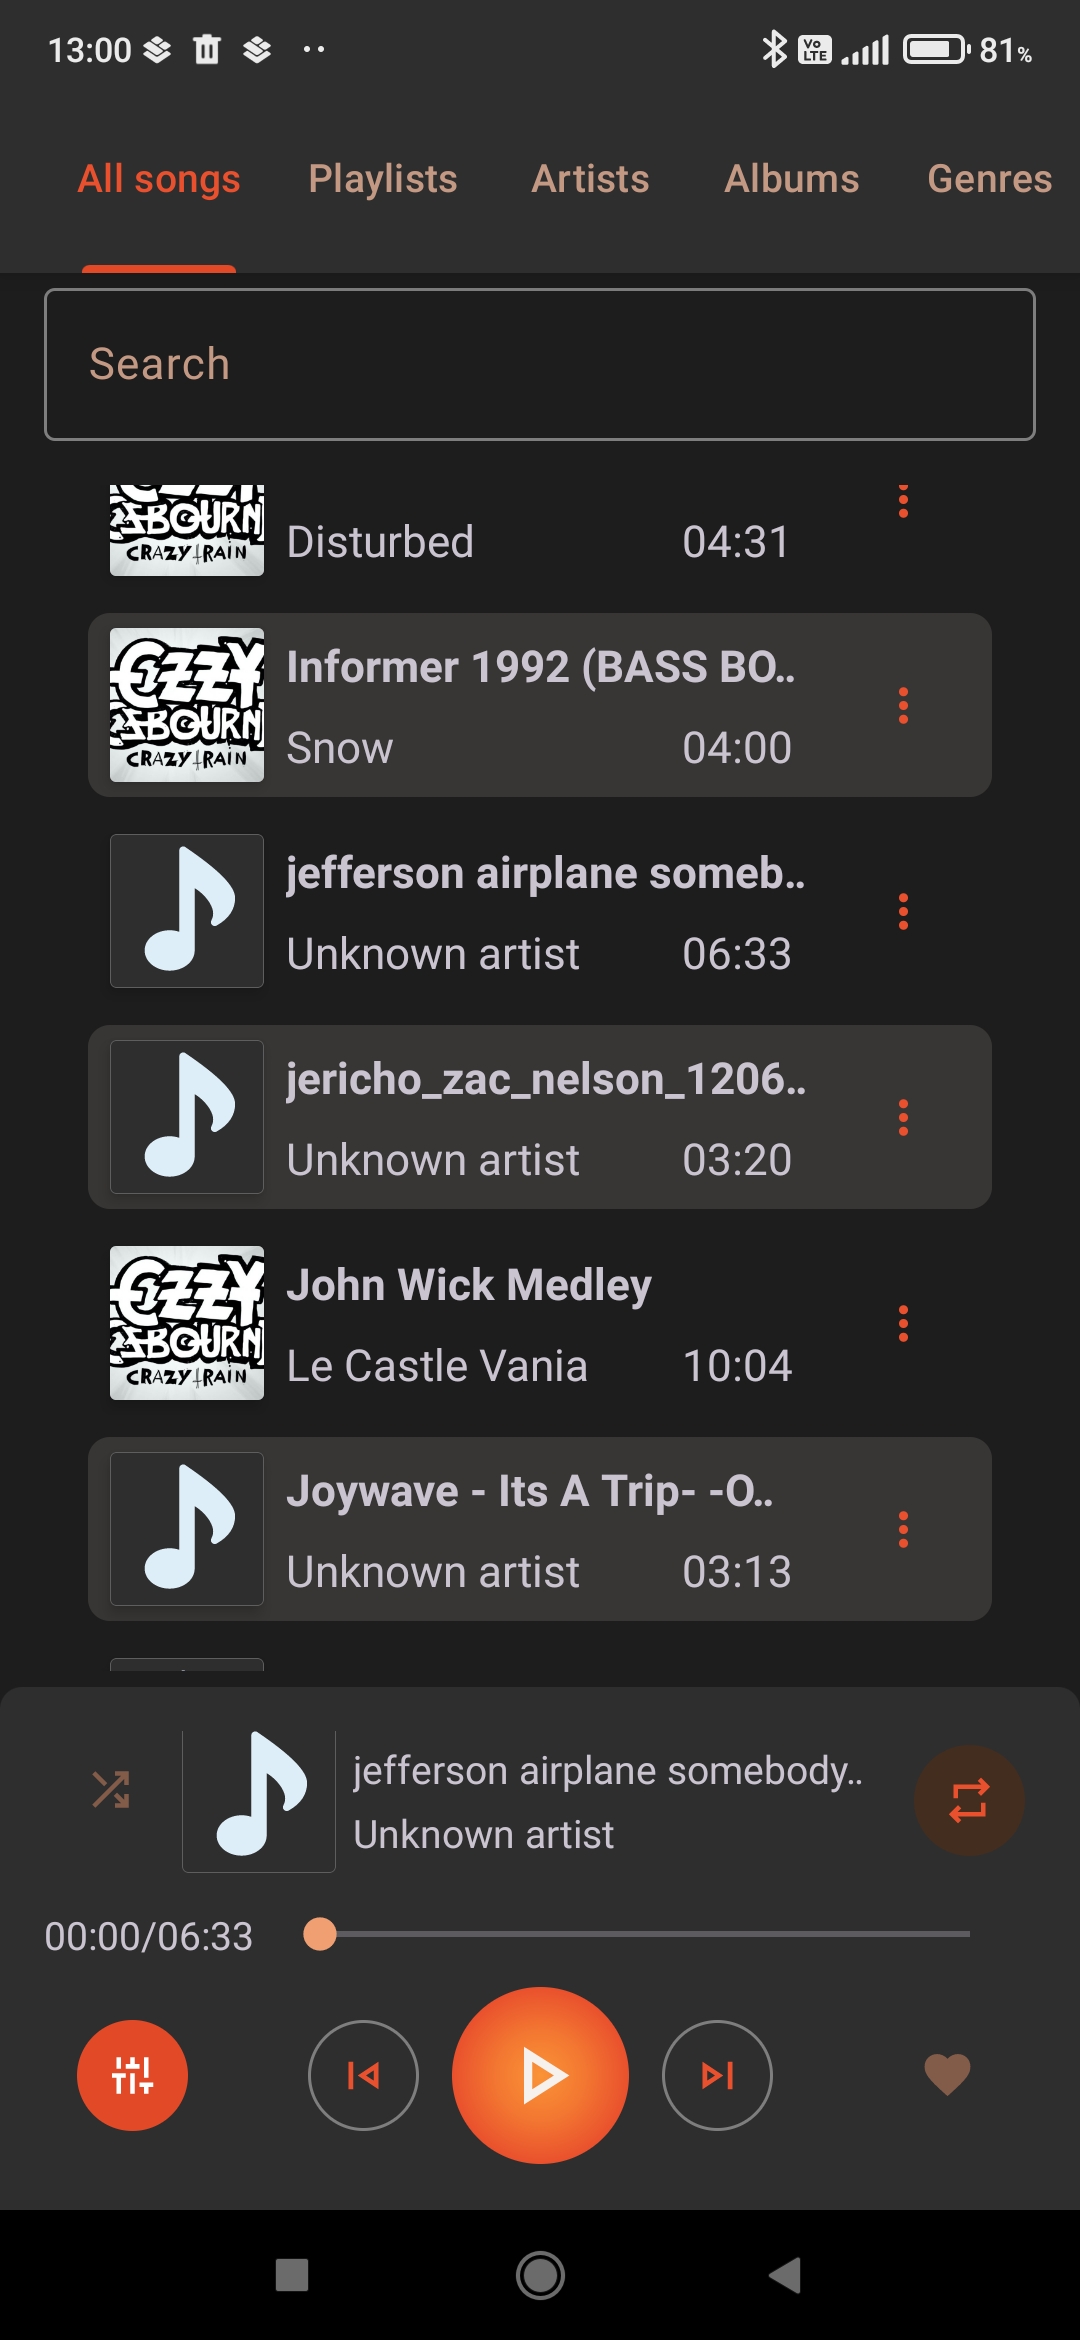 13:00
Vo LTE
81%
All songs Playlists Artists Albums Genres
Search
OZZY
OSBOURN
CRAZY TRAIN
Disturbed 04:31
OZZY
OSBOURN
CRAZY TRAIN
Informer 1992 (BASS BO..
Snow 04:00
jefferson airplane someb..
Unknown artist 06:33
jericho_zac_nelson_1206..
Unknown artist 03:20
OZZY
OSBOURN
CRAZY TRAIN
John Wick Medley
Le Castle Vania 10:04
Joywave - Its A Trip- -O..
Unknown artist 03:13
jefferson airplane somebody..
Unknown artist
00:00/06:33